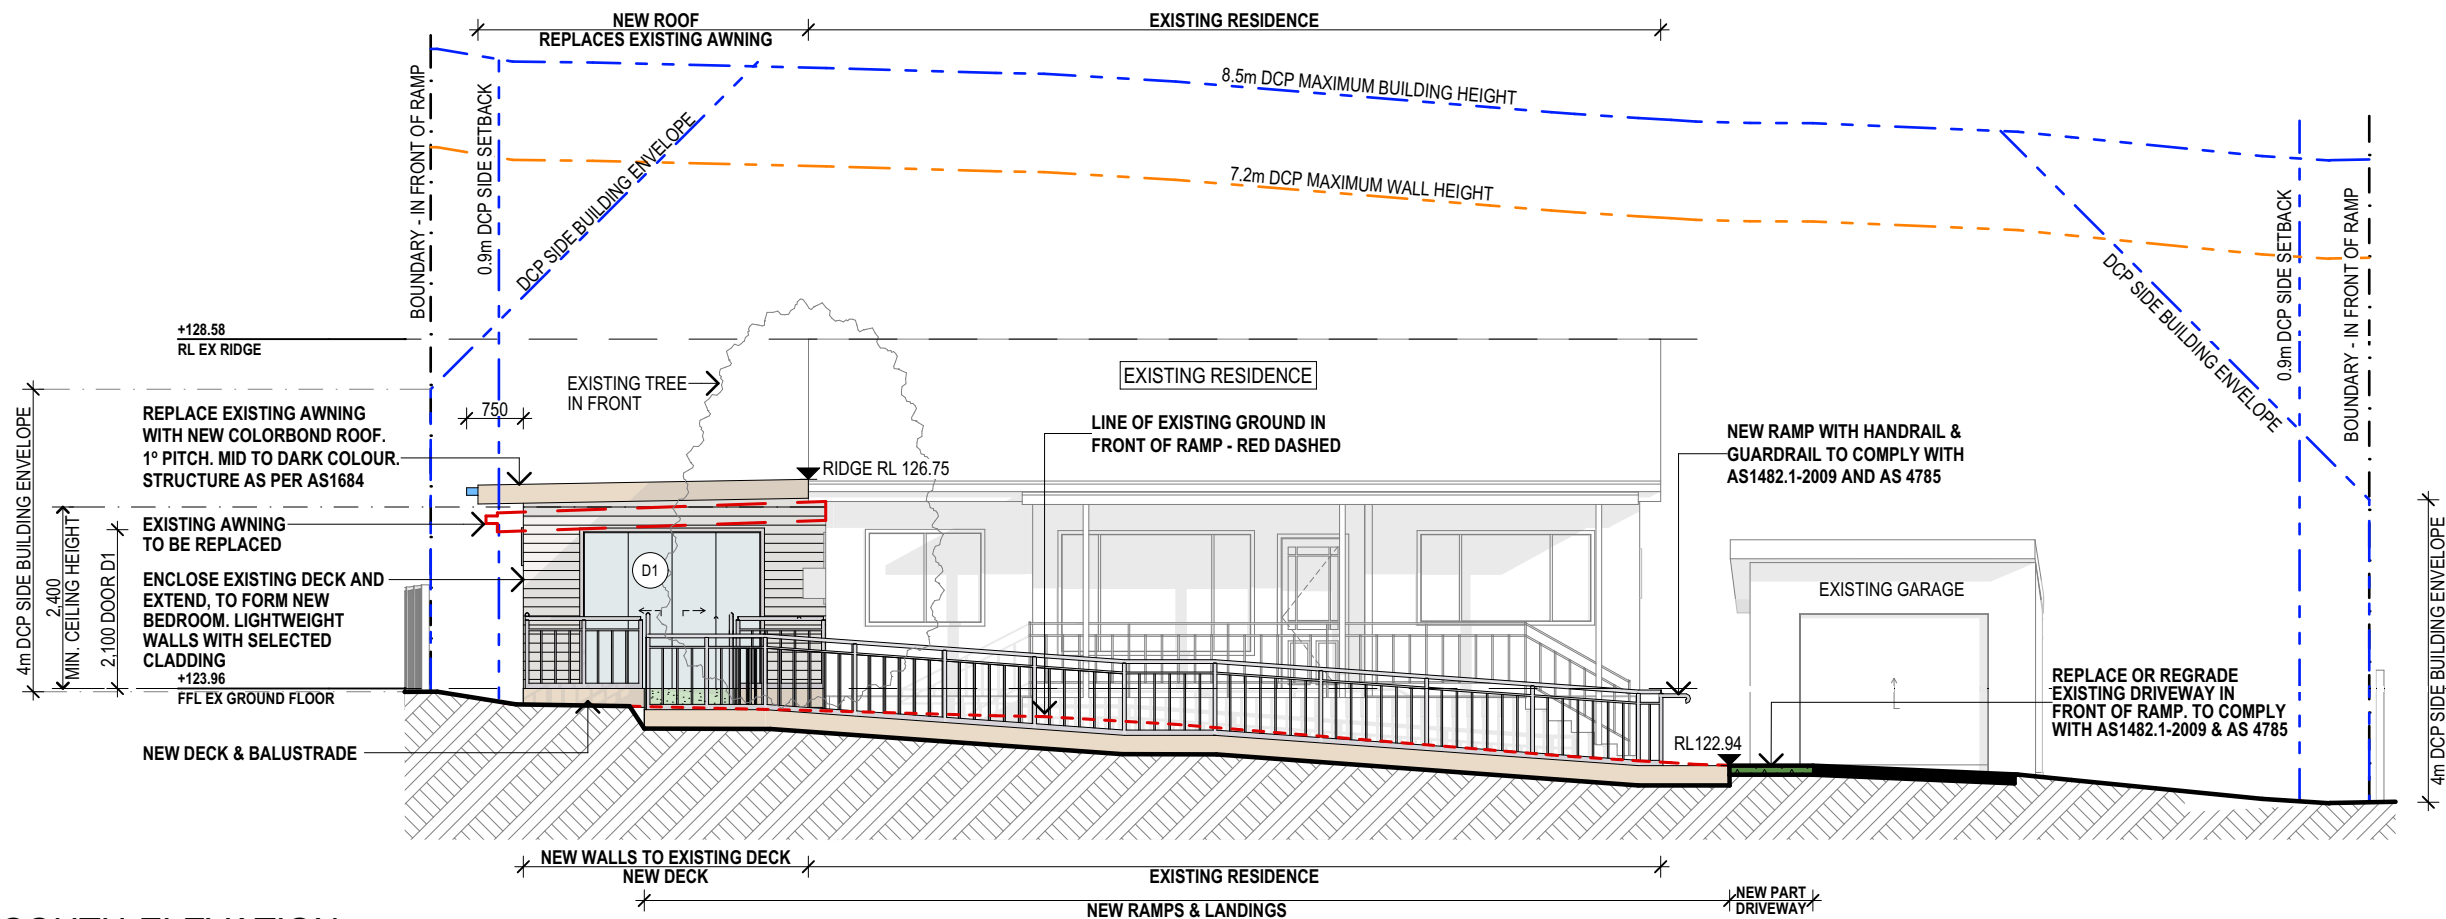 NEW ROOF
REPLACES EXISTING AWNING
EXISTING RESIDENCE
8.5m DCP MAXIMUM BUILDING HEIGHT
7.2m DCP MAXIMUM WALL HEIGHT
BOUNDARY - IN FRONT OF RAMP
0.9m DCP SIDE SETBACK
DCP SIDE BUILDING ENVELOPE
DCP SIDE BUILDING ENVELOPE
0.9m DCP SIDE SETBACK
BOUNDARY - IN FRONT OF RAMP
+128.58
RL EX RIDGE
EXISTING TREE
IN FRONT
EXISTING RESIDENCE
750
4m DCP SIDE BUILDING ENVELOPE
REPLACE EXISTING AWNING
WITH NEW COLORBOND ROOF.
1º PITCH. MID TO DARK COLOUR.
STRUCTURE AS PER AS1684
LINE OF EXISTING GROUND IN
FRONT OF RAMP - RED DASHED
NEW RAMP WITH HANDRAIL &
GUARDRAIL TO COMPLY WITH
AS1482.1-2009 AND AS 4785
RIDGE RL 126.75
2,400
MIN. CEILING HEIGHT
2,100 DOOR D1
EXISTING AWNING
TO BE REPLACED
D1
ENCLOSE EXISTING DECK AND
EXTEND, TO FORM NEW
BEDROOM. LIGHTWEIGHT
WALLS WITH SELECTED
CLADDING
+123.96
FFL EX GROUND FLOOR
EXISTING GARAGE
4m DCP SIDE BUILDING ENVELOPE
REPLACE OR REGRADE
EXISTING DRIVEWAY IN
FRONT OF RAMP. TO COMPLY
WITH AS1482.1-2009 & AS 4785
NEW DECK & BALUSTRADE
RL122.94
NEW WALLS TO EXISTING DECK
NEW DECK
EXISTING RESIDENCE
NEW RAMPS & LANDINGS
NEW PART
DRIVEWAY